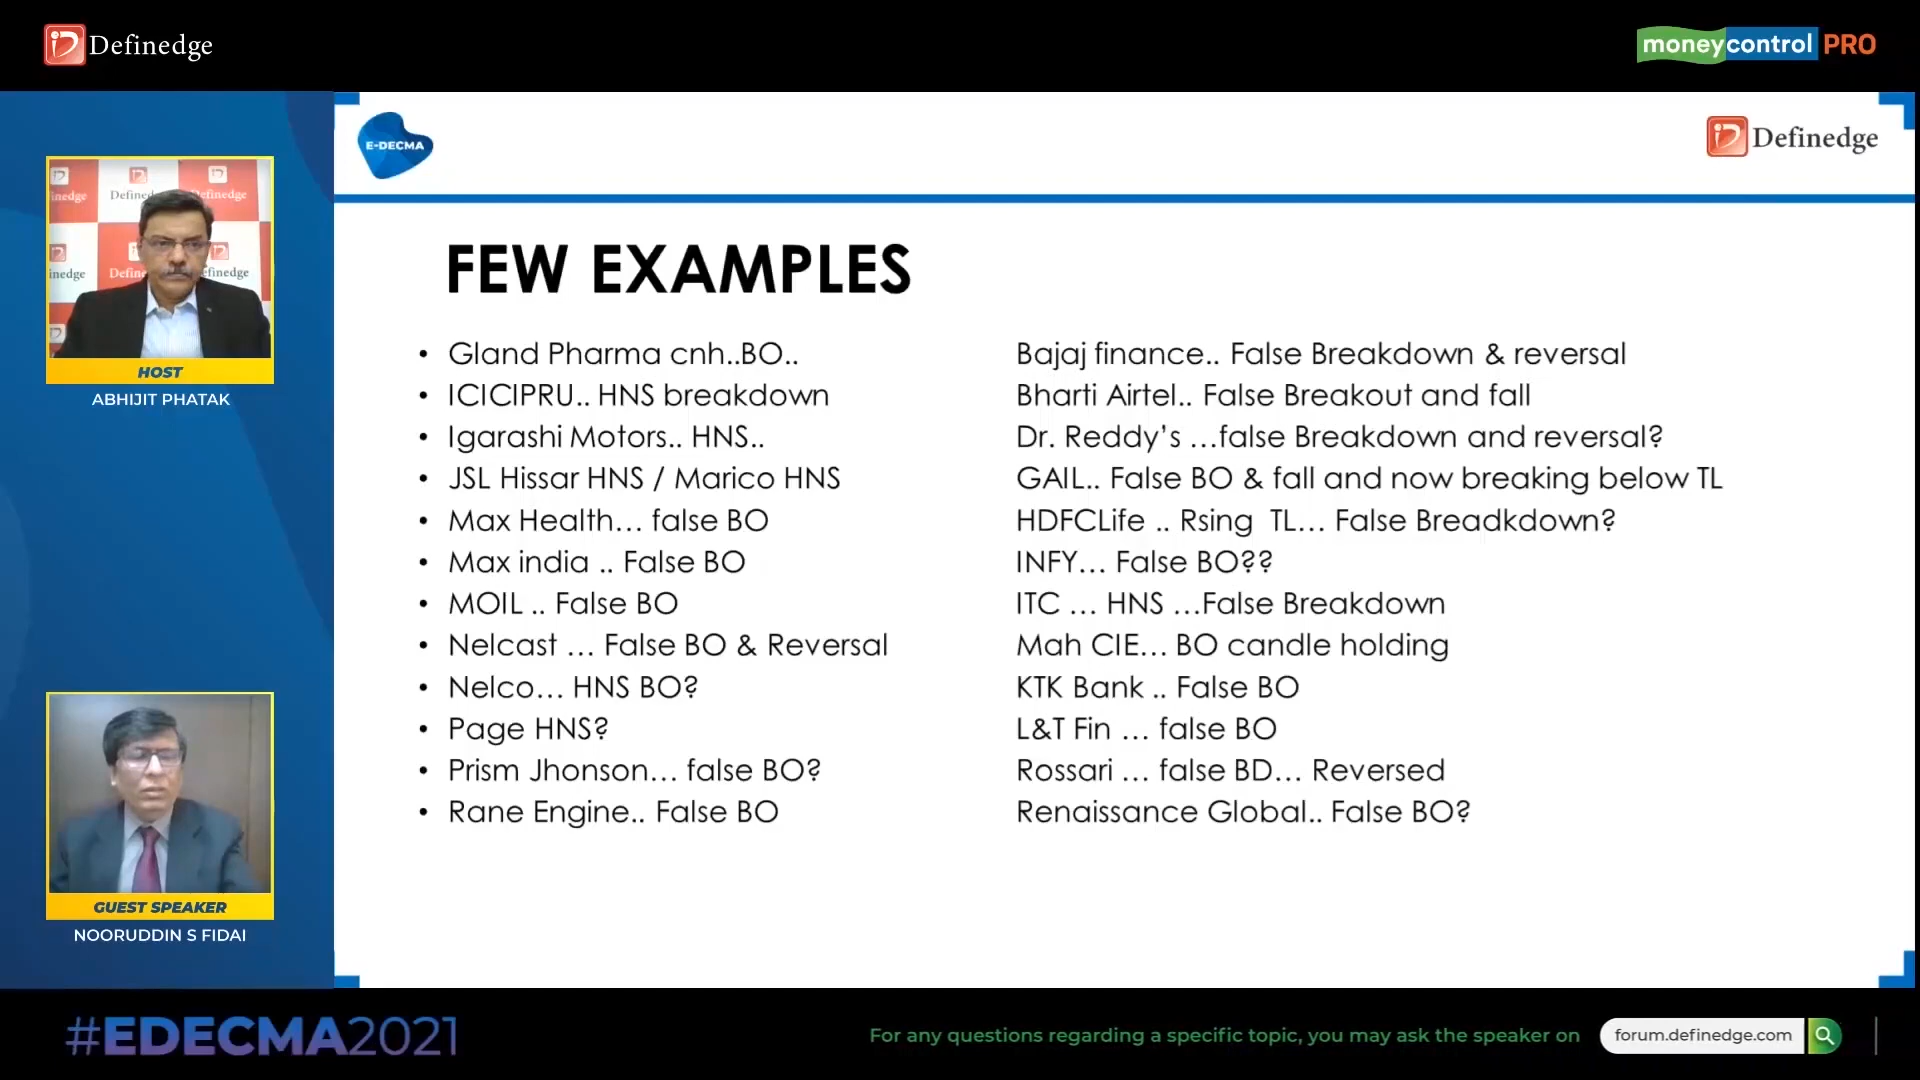 Definedge
moneycontrol PRO
E-DECMA
Definedge
FEW EXAMPLES
• Gland Pharma cnh..BO..
• ICICIPRU.. HNS breakdown
• Igarashi Motors.. HNS..
• JSL Hissar HNS / Marico HNS
• Max Health... false BO
• Max india .. False BO
• MOIL .. False BO
• Nelcast ... False BO & Reversal
• Nelco... HNS BO?
• Page HNS?
• Prism Jhonson... false BO?
• Rane Engine.. False BO
Bajaj finance.. False Breakdown & reversal
Bharti Airtel.. False Breakout and fall
Dr. Reddy’s ...false Breakdown and reversal?
GAIL.. False BO & fall and now breaking below TL
HDFCLife .. Rsing TL... False Breadkdown?
INFY... False BO??
ITC ... HNS ...False Breakdown
Mah CIE... BO candle holding
KTK Bank .. False BO
L&T Fin ... false BO
Rossari ... false BD... Reversed
Renaissance Global.. False BO?
HOST
ABHIJIT PHATAK
GUEST SPEAKER
NOORUDDIN S FIDAI
#EDECMA2021
For any questions regarding a specific topic, you may ask the speaker on
forum.definedge.com